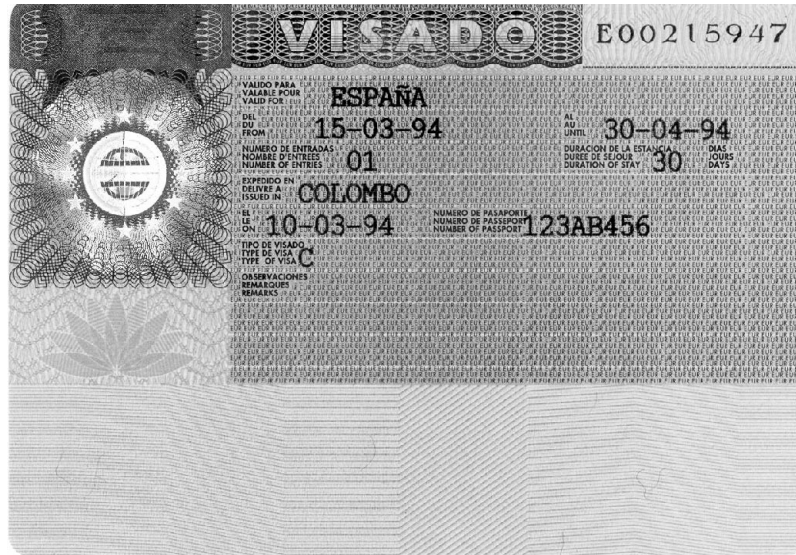 VISADO E00215947
VALIDO PARA
VALABLE POUR
VALID FOR
ESPAÑA
DEL
DU
FROM
15-03-94
AL
AU
UNTIL
30-04-94
NUMERO DE ENTRADAS
NOMBRE D'ENTREES
NUMBER OF ENTRIES
01
DURACION DE LA ESTANCIA
DUREE DE SEJOUR
DURATION OF STAY
30
DIAS
JOURS
DAYS
EXPEDIDO EN
DELIVRE A
ISSUED IN
COLOMBO
EL
LE
ON
10-03-94
NUMERO DE PASAPORTE
NUMERO DE PASSEPORT
NUMBER OF PASSPORT
123AB456
TIPO DE VISADO
TYPE DE VISA
TYPE OF VISA
C
OBSERVACIONES
REMARQUES
REMARKS